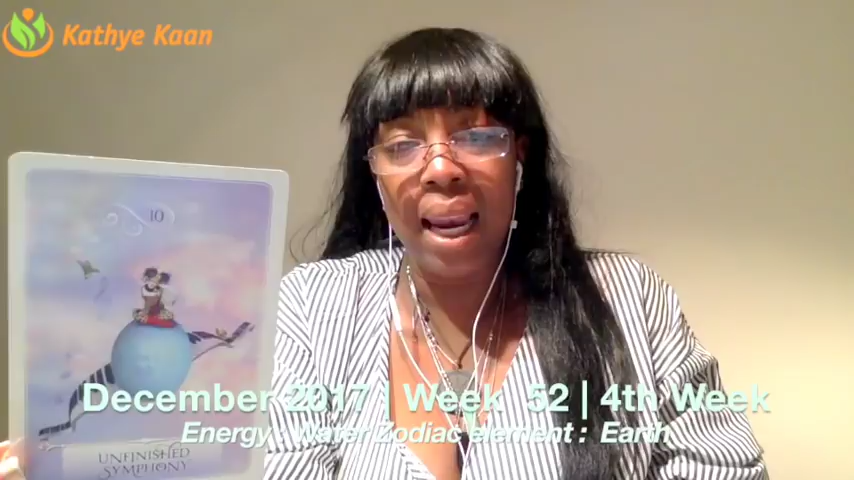 Kathye Kaan
10
December 2017 | Week 52 | 4th Week
Energy : Water Zodiac element : Earth
UNFINISHED
SYMPHONY